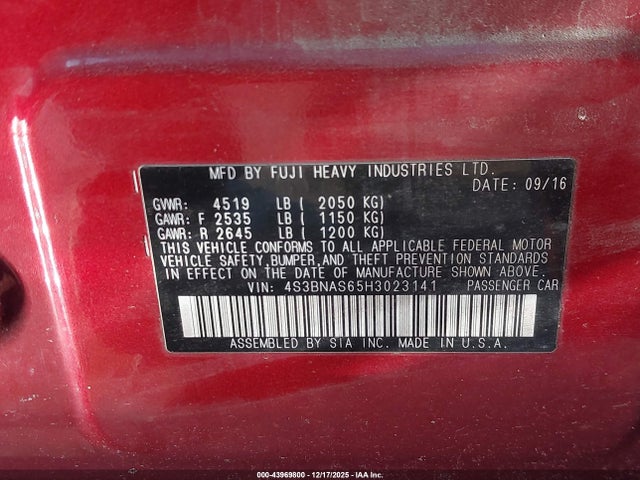 MFD BY FUJI HEAVY INDUSTRIES LTD.
DATE: 09/16
GVWR: 4519 LB ( 2050 KG)
GAWR: F 2535 LB ( 1150 KG)
GAWR: R 2645 LB ( 1200 KG)
THIS VEHICLE CONFORMS TO ALL APPLICABLE FEDERAL MOTOR
VEHICLE SAFETY,BUMPER,AND THEFT PREVENTION STANDARDS
IN EFFECT ON THE DATE OF MANUFACTURE SHOWN ABOVE.
VIN: 4S3BNAS65H3023141 PASSENGER CAR
ASSEMBLED BY SIA INC. MADE IN U.S.A.
000-43969800 - 12/17/2025 - IAA Inc.